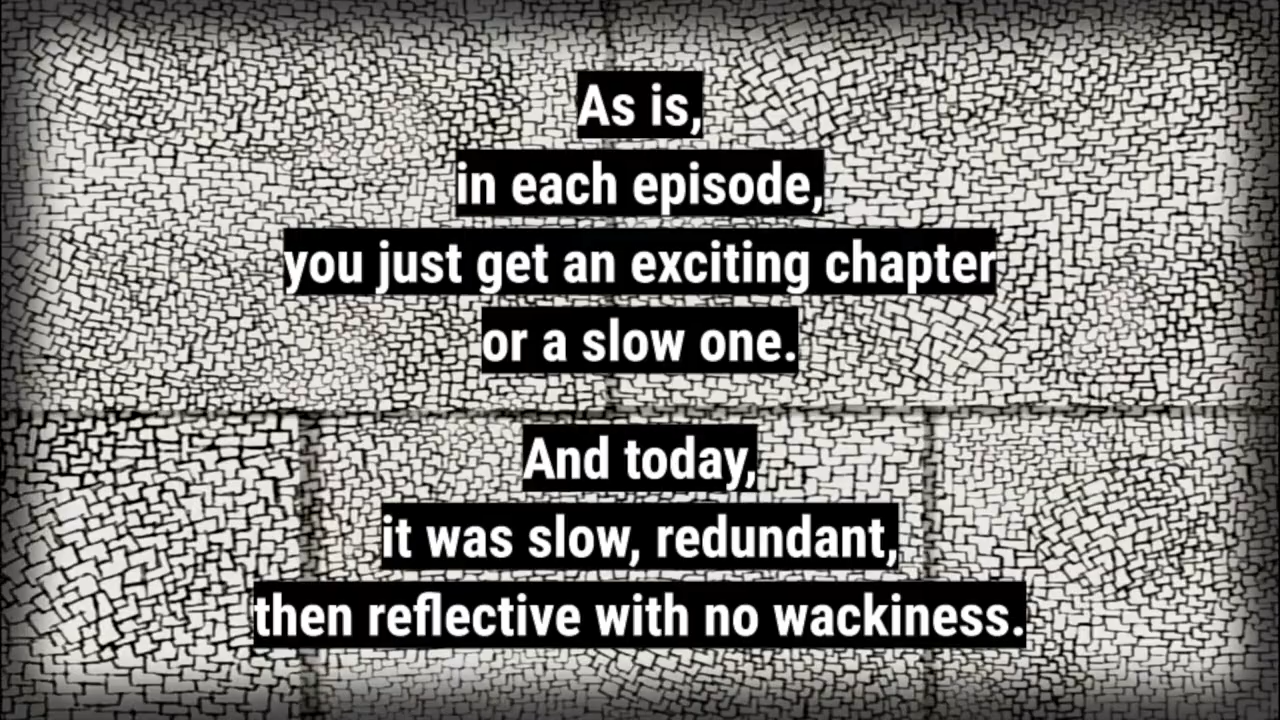 As is,
in each episode,
you just get an exciting chapter
or a slow one.
And today,
it was slow, redundant,
then reflective with no wackiness.